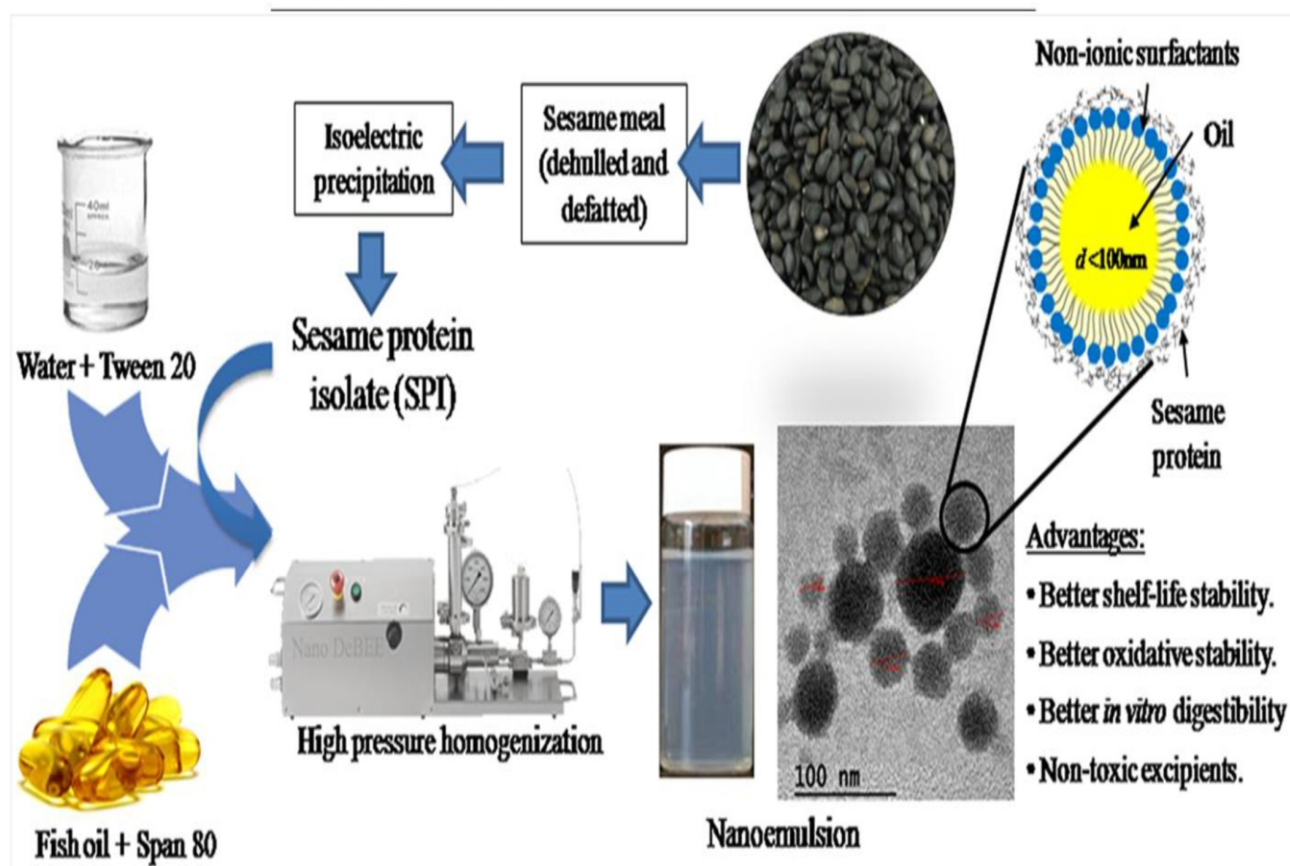 Non-ionic surfactants
Oil
d<100nm
Sesame
protein
Sesame meal
(dehulled and
defatted)
Isoelectric
precipitation
Sesame protein
isolate (SPI)
40ml
20
Water + Tween 20
Fish oil + Span 80
Nano DeBEE
High pressure homogenization
100 nm
Nanoemulsion
Advantages:
• Better shelf-life stability.
• Better oxidative stability.
• Better in vitro digestibility
• Non-toxic excipients.